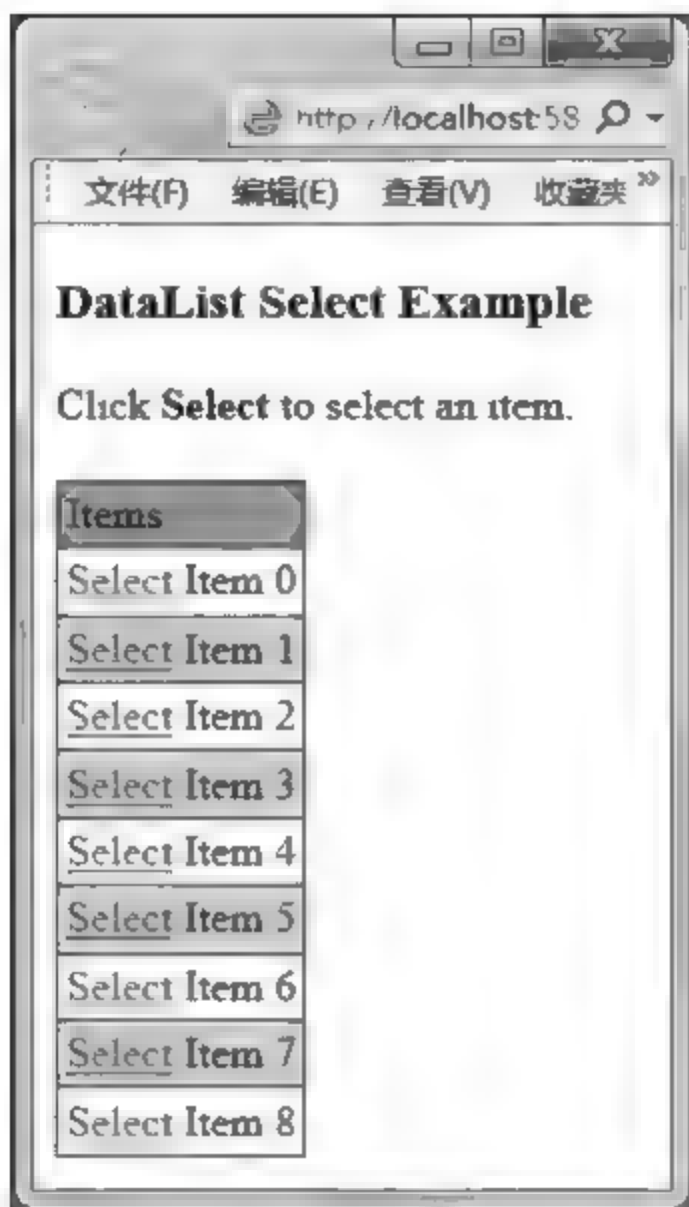 http://localhost:58
文件(F) 编辑(E) 查看(V) 收藏夹 »
DataList Select Example
Click Select to select an item.
Items
Select Item 0
Select Item 1
Select Item 2
Select Item 3
Select Item 4
Select Item 5
Select Item 6
Select Item 7
Select Item 8